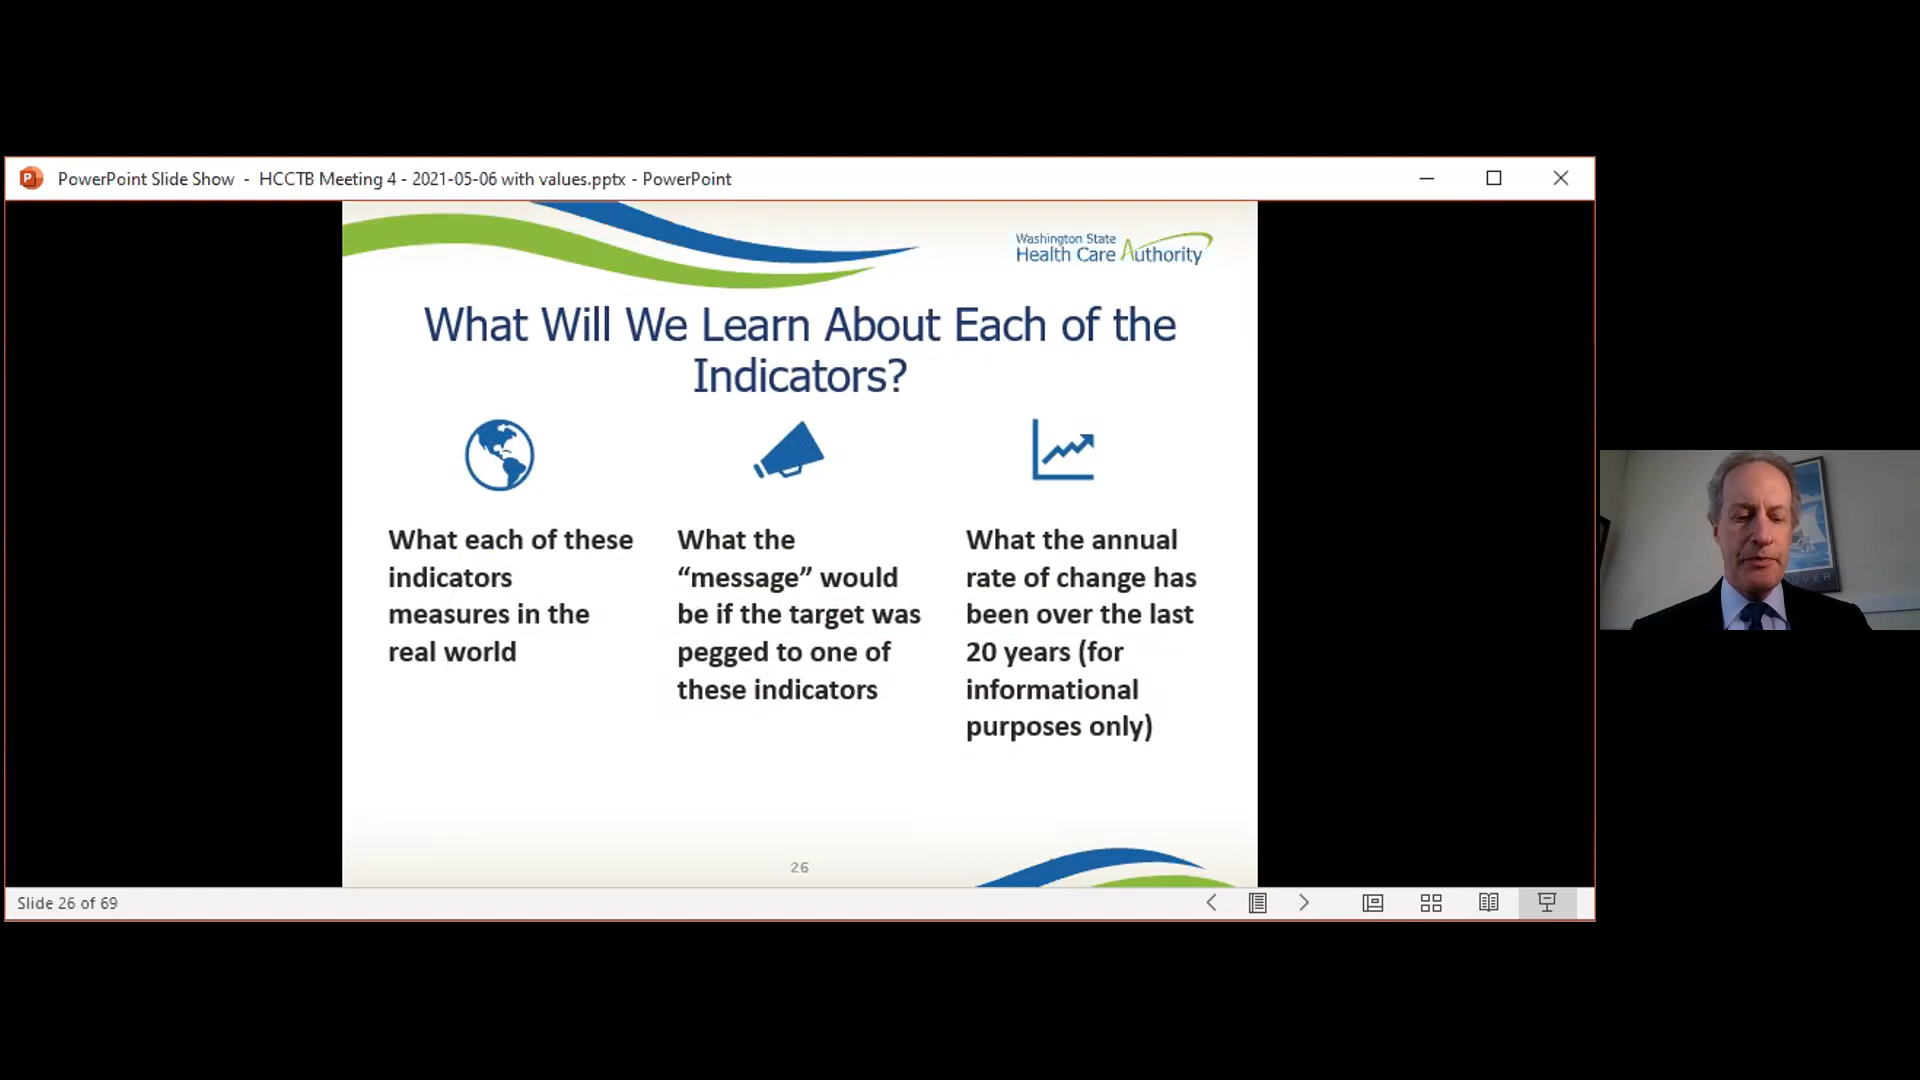 PowerPoint Slide Show - HCCTB Meeting 4 - 2021-05-06 with values.pptx - PowerPoint
Washington State
Health Care Authority
What Will We Learn About Each of the
Indicators?
What each of these
indicators
measures in the
real world
What the
“message” would
be if the target was
pegged to one of
these indicators
What the annual
rate of change has
been over the last
20 years (for
informational
purposes only)
26
Slide 26 of 69